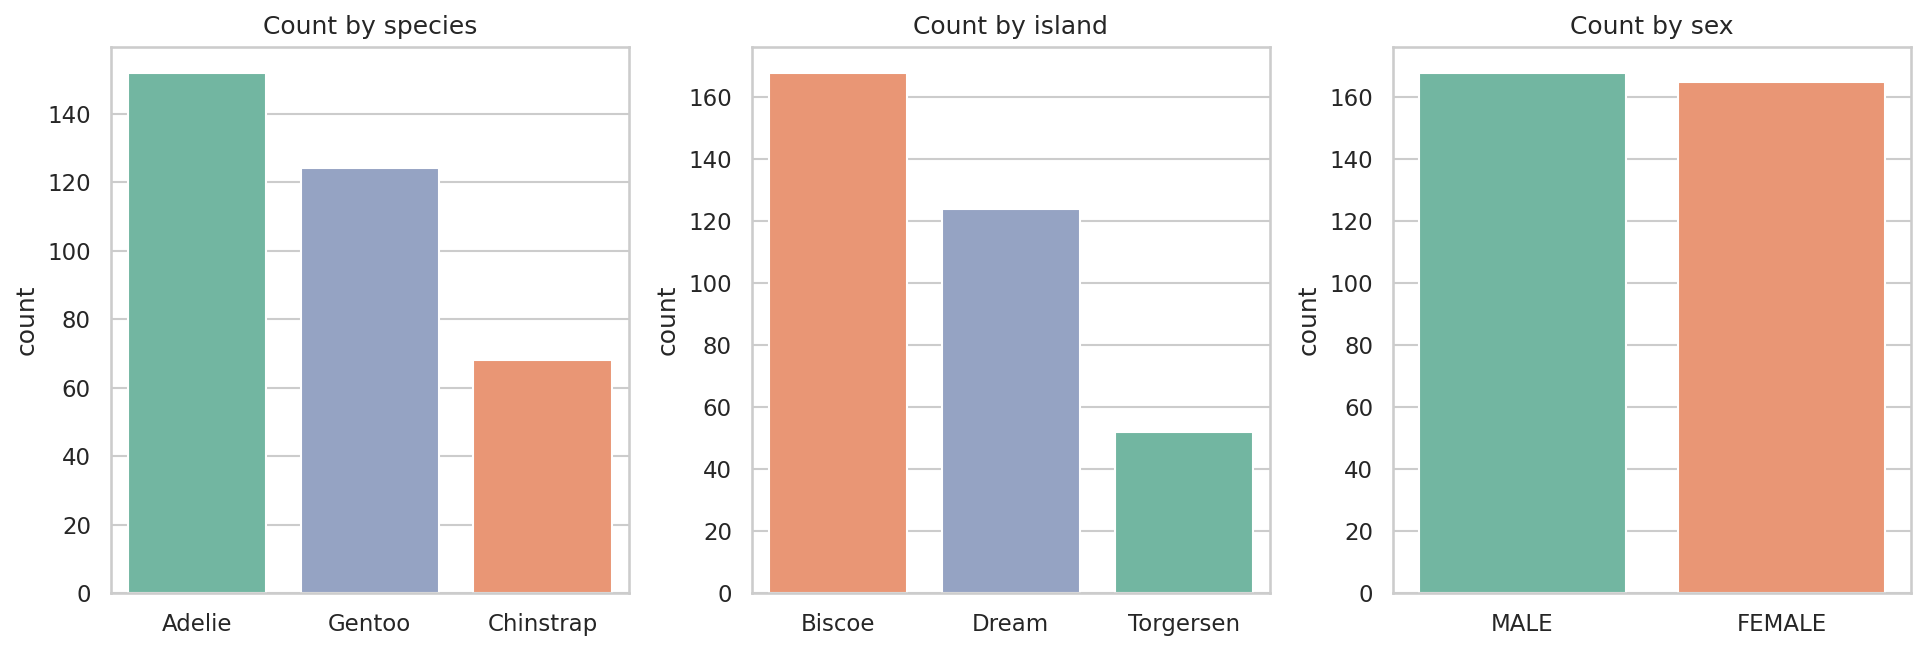 Count by species
count
140
120
100
80
60
40
20
0
Adelie Gentoo Chinstrap
Count by island
count
160
140
120
100
80
60
40
20
0
Biscoe Dream Torgersen
Count by sex
count
160
140
120
100
80
60
40
20
0
MALE FEMALE